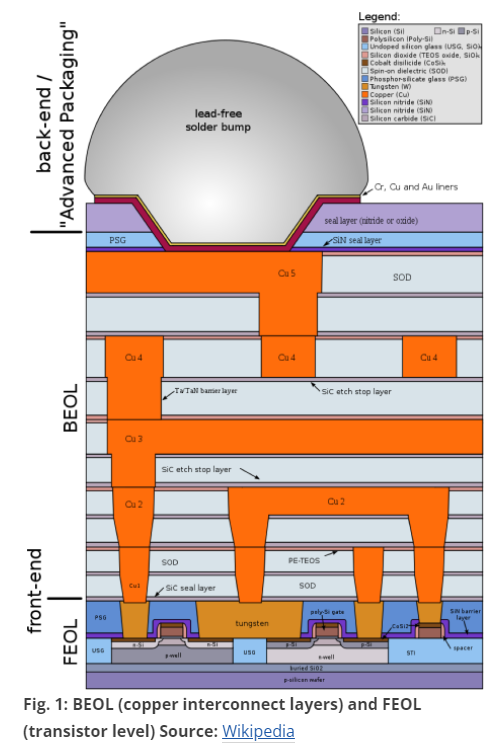 Legend:
Silicon (Si)
n-Si
p-Si
Polysilicon (Poly-Si)
Undoped silicon glass (USG, SiO₂)
Silicon dioxide (TEOS oxide, SiO₂)
Cobalt disilicide (CoSi₂)
Spin-on dielectric (SOD)
Phosphor-silicate glass (PSG)
Tungsten (W)
Copper (Cu)
Silicon nitride (SiN)
Silicon nitride (SiN)
Silicon carbide (SiC)
back-end /
"Advanced Packaging"
lead-free
solder bump
Cr, Cu and Au liners
seal layer (nitride or oxide)
PSG
SiN seal layer
Cu 5
SOD
Cu 4
Cu 4
Cu 4
Ta/TaN barrier layer
SiC etch stop layer
BEOL
Cu 3
SiC etch stop layer
Cu 2
Cu 2
front-end
SOD
PE-TEOS
Cu1
SiC seal layer
SOD
FEOL
PSG
tungsten
poly-Si gate
SiN barrier
layer
CoSi2
spacer
USG
n-Si
n-Si
p-well
USG
p-Si
p-Si
n-well
STI
buried SiO2
p-silicon wafer
Fig. 1: BEOL (copper interconnect layers) and FEOL
(transistor level) Source: Wikipedia